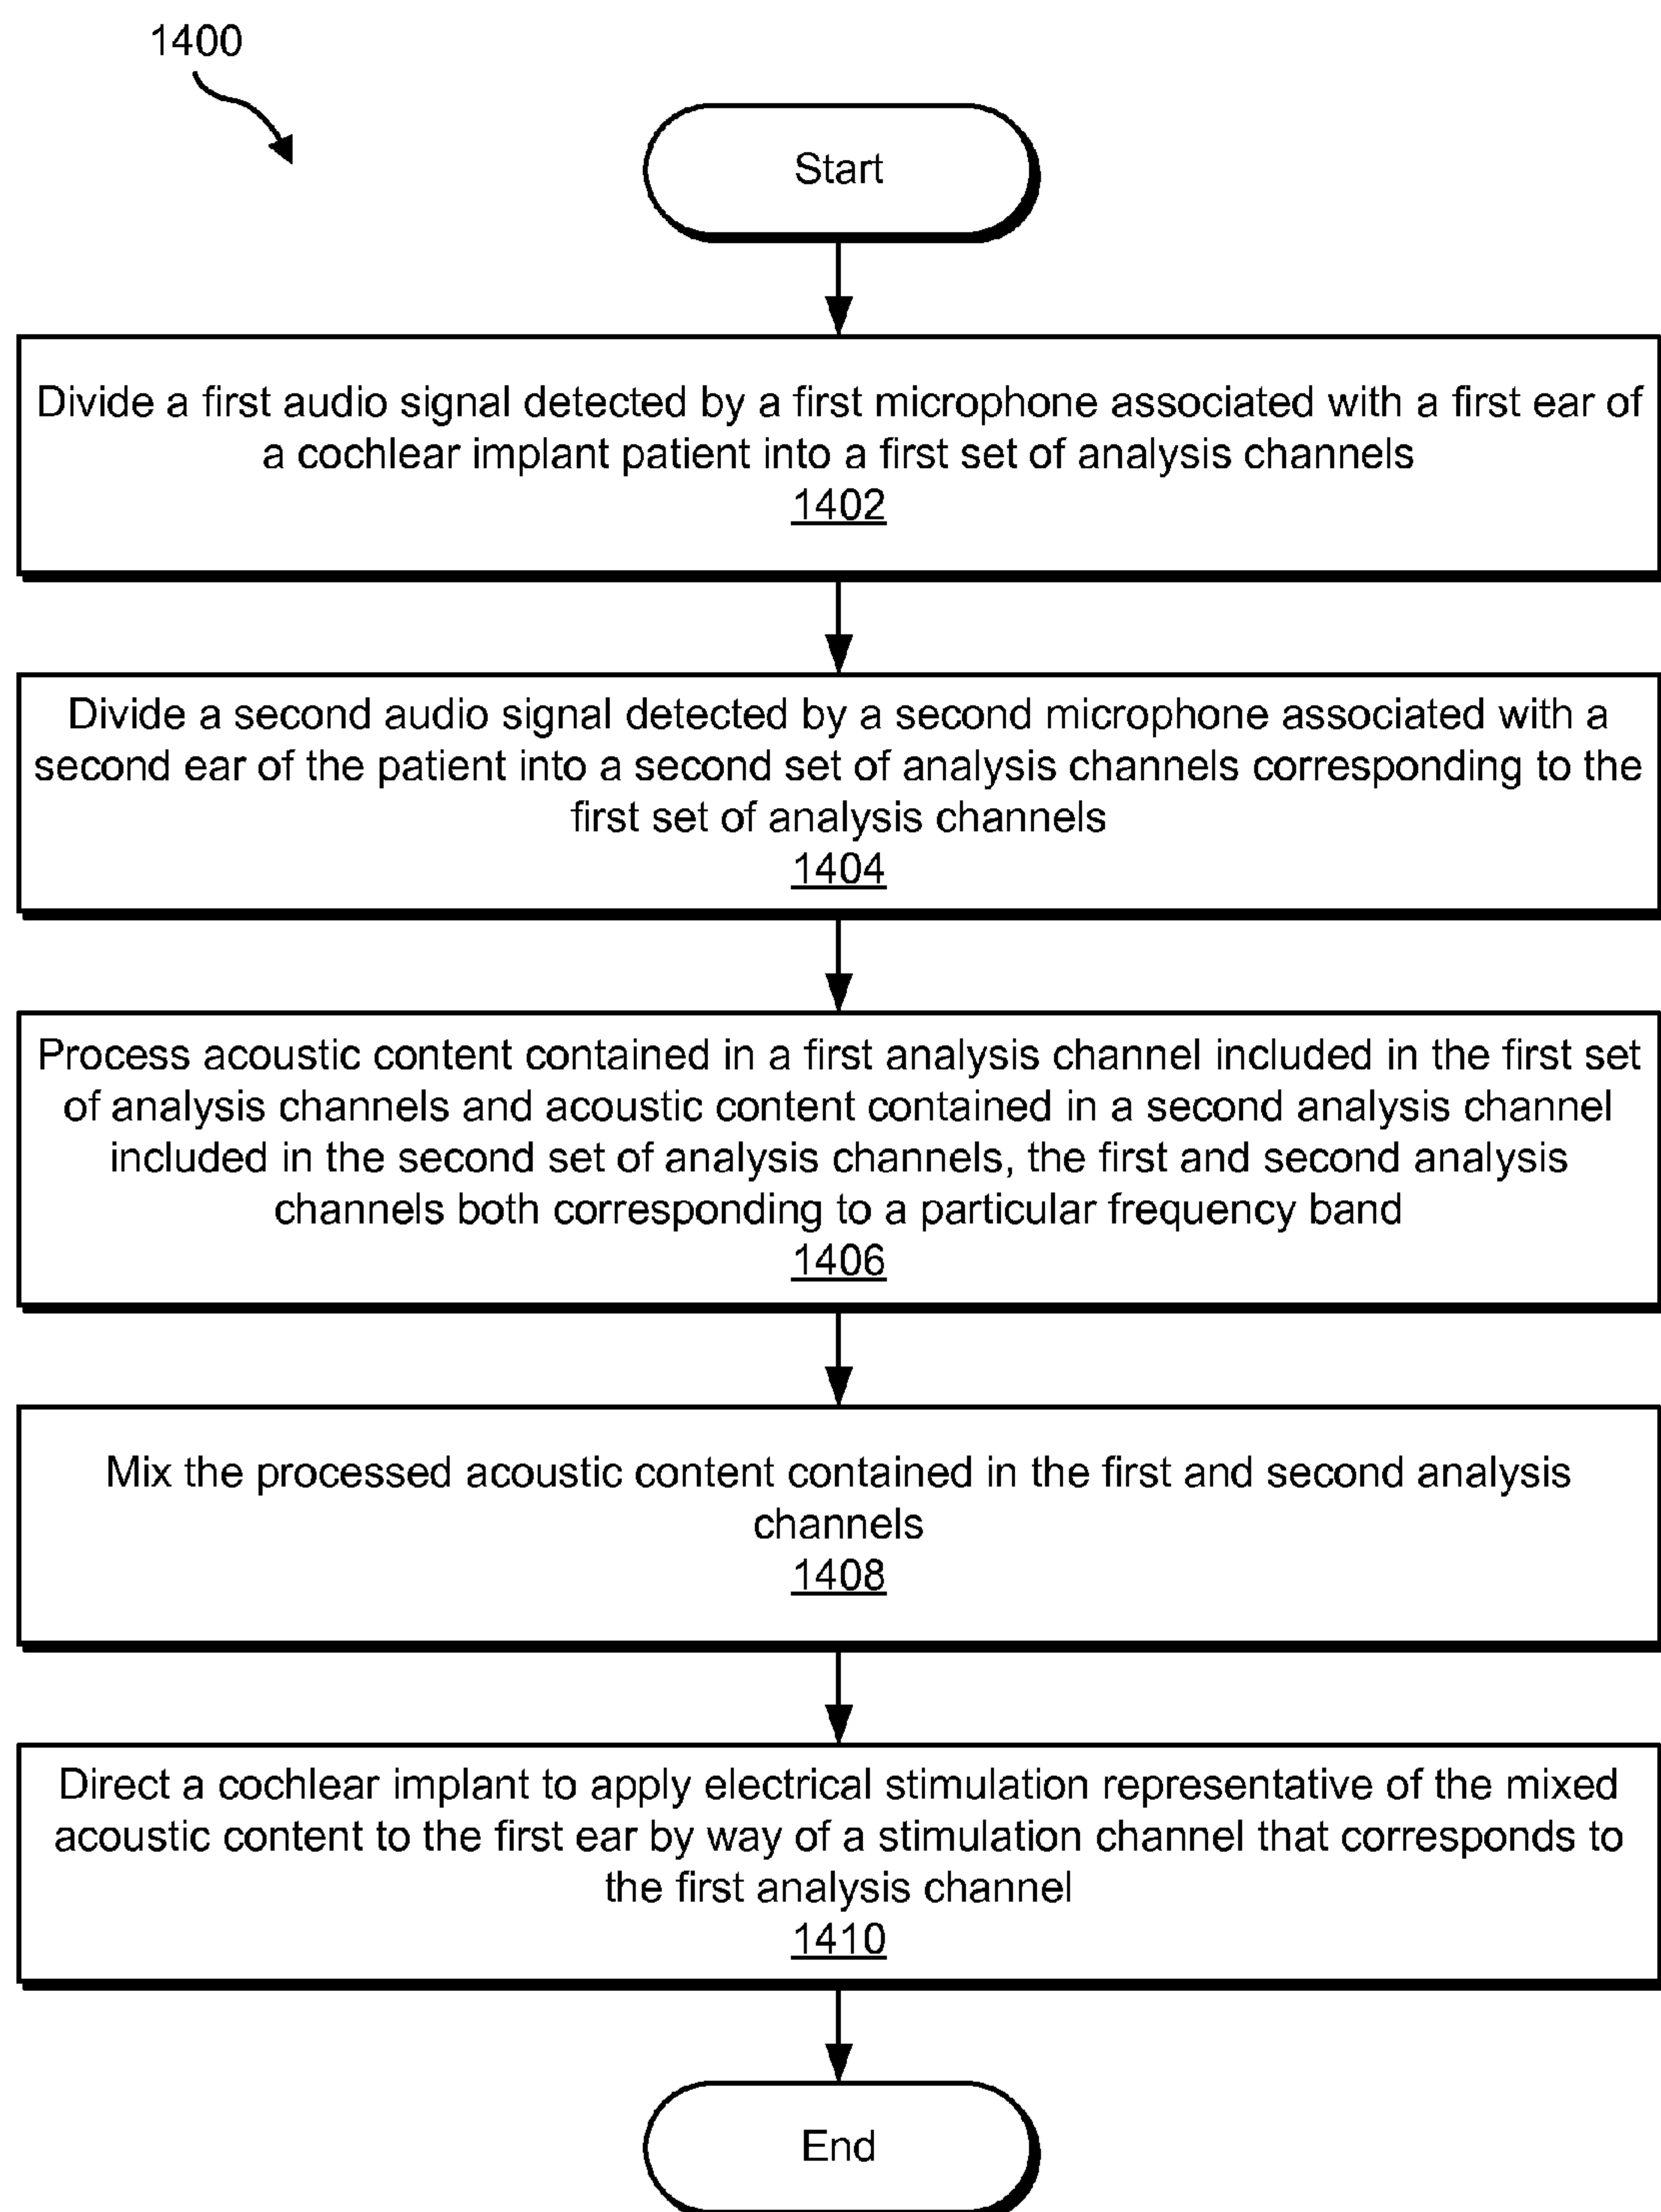 1400
Start
Divide a first audio signal detected by a first microphone associated with a first ear of
a cochlear implant patient into a first set of analysis channels
1402
Divide a second audio signal detected by a second microphone associated with a
second ear of the patient into a second set of analysis channels corresponding to the
first set of analysis channels
1404
Process acoustic content contained in a first analysis channel included in the first set
of analysis channels and acoustic content contained in a second analysis channel
included in the second set of analysis channels, the first and second analysis
channels both corresponding to a particular frequency band
1406
Mix the processed acoustic content contained in the first and second analysis
channels
1408
Direct a cochlear implant to apply electrical stimulation representative of the mixed
acoustic content to the first ear by way of a stimulation channel that corresponds to
the first analysis channel
1410
End